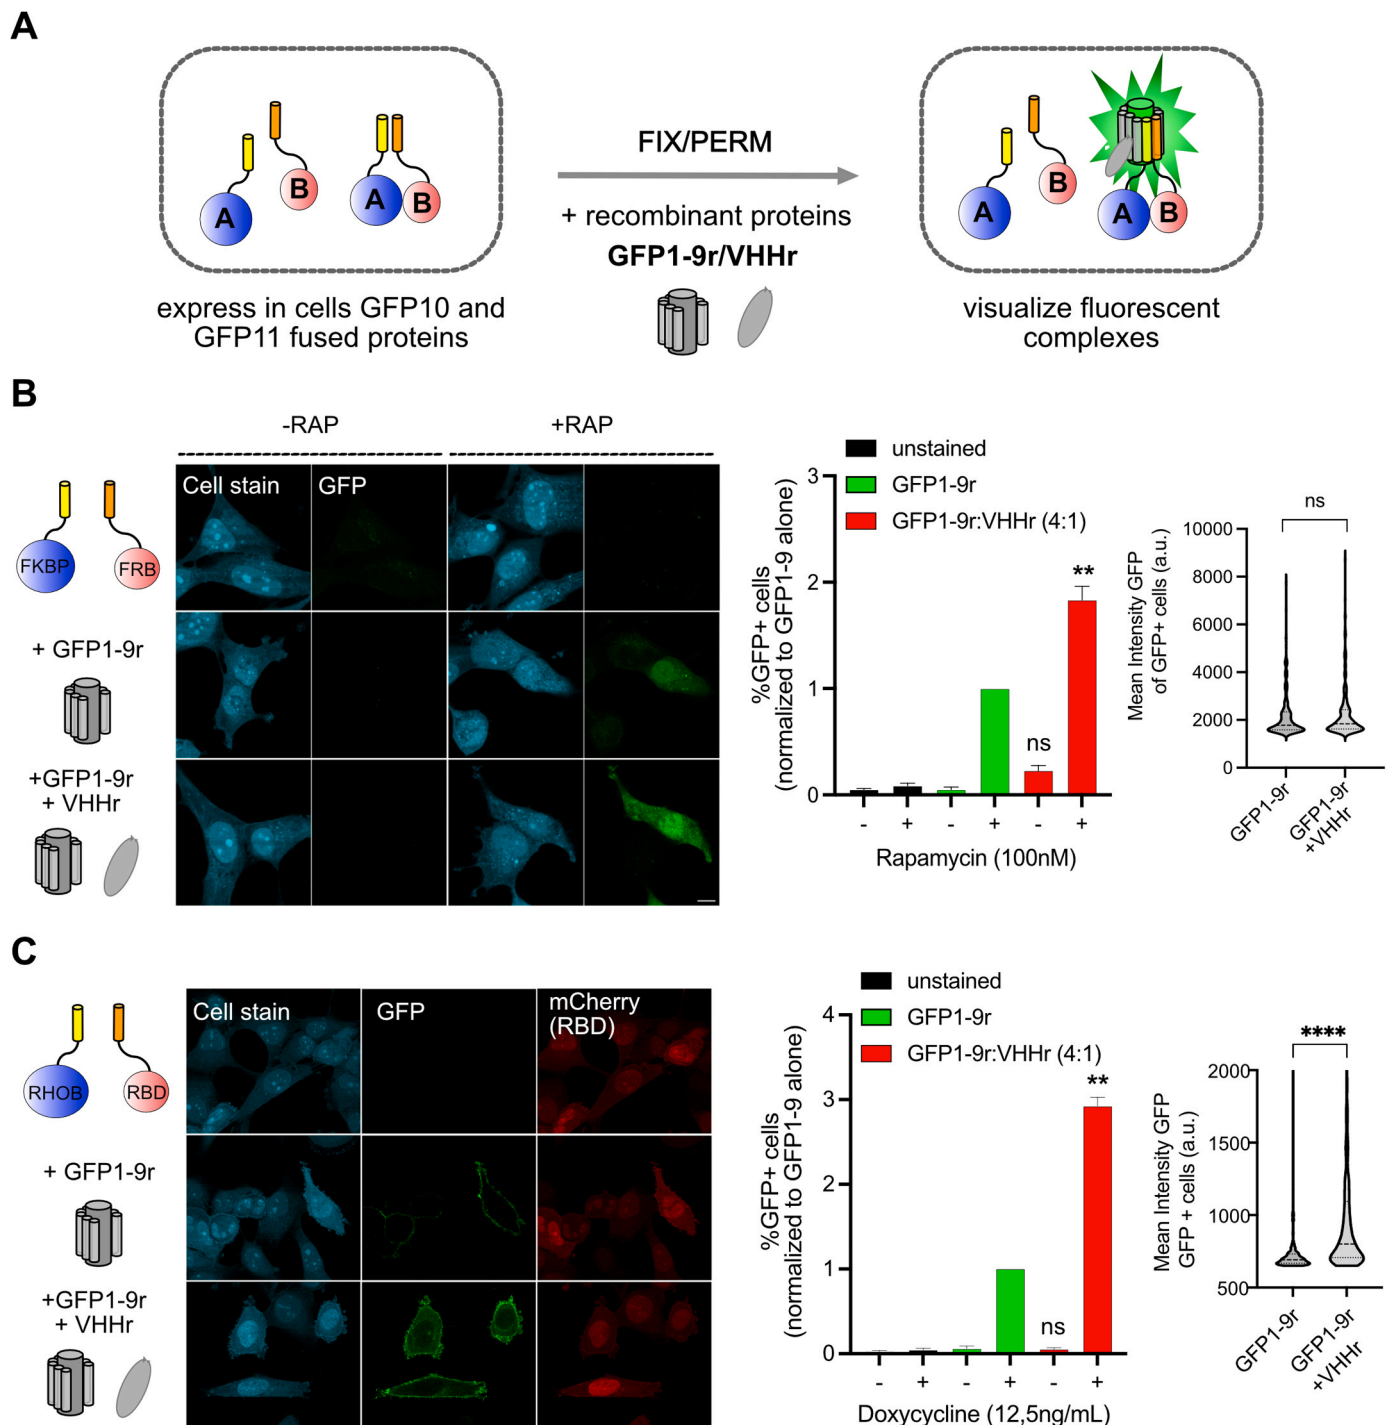 A
A
B
A
B
express in cells GFP10 and
GFP11 fused proteins
FIX/PERM
+ recombinant proteins
GFP1-9r/VHHr
A
B
A
B
visualize fluorescent
complexes
B
-RAP
+RAP
Cell stain
GFP
FKBP
FRB
+ GFP1-9r
+GFP1-9r
+ VHHr
unstained
GFP1-9r
GFP1-9r:VHHr (4:1)
%GFP+ cells
(normalized to GFP1-9 alone)
3
2
1
0
ns
**
- + - + - +
Rapamycin (100nM)
Mean Intensity GFP
of GFP+ cells (a.u.)
10000
8000
6000
4000
2000
0
ns
GFP1-9r
GFP1-9r
+VHHr
C
Cell stain
GFP
mCherry
(RBD)
RHOB
RBD
+ GFP1-9r
+GFP1-9r
+ VHHr
unstained
GFP1-9r
GFP1-9r:VHHr (4:1)
%GFP+ cells
(normalized to GFP1-9 alone)
4
3
2
1
0
ns
**
- + - + - +
Doxycycline (12,5ng/mL)
Mean Intensity GFP
GFP + cells (a.u.)
2000
1500
1000
500
****
GFP1-9r
GFP1-9r
+VHHr